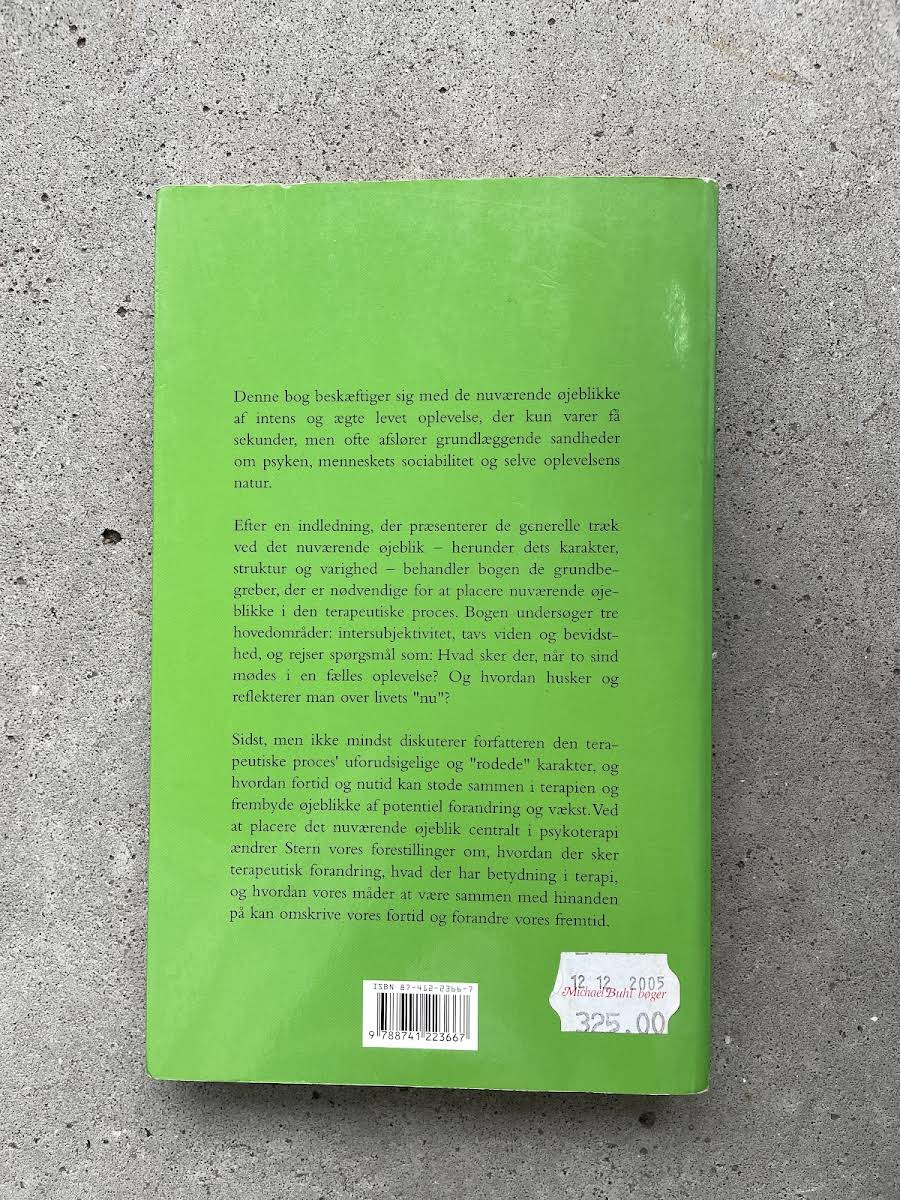 Denne bog beskæftiger sig med de nuværende øjeblikke
af intens og ægte levet oplevelse, der kun varer få
sekunder, men ofte afslører grundlæggende sandheder
om psyken, menneskets sociabilitet og selve oplevelsens
natur.
Efter en indledning, der præsenterer de generelle træk
ved det nuværende øjeblik – herunder dets karakter,
struktur og varighed – behandler bogen de grundbe-
greber, der er nødvendige for at placere nuværende øje-
blikke i den terapeutiske proces. Bogen undersøger tre
hovedområder: intersubjektivitet, tavs viden og bevidst-
hed, og rejser spørgsmål som: Hvad sker der, når to sind
mødes i en fælles oplevelse? Og hvordan husker og
reflekterer man over livets "nu"?
Sidst, men ikke mindst diskuterer forfatteren den tera-
peutiske proces' uforudsigelige og "rodede" karakter, og
hvordan fortid og nutid kan støde sammen i terapien og
frembyde øjeblikke af potentiel forandring og vækst. Ved
at placere det nuværende øjeblik centralt i psykoterapi
ændrer Stern vores forestillinger om, hvordan der sker
terapeutisk forandring, hvad der har betydning i terapi,
og hvordan vores måder at være sammen med hinanden
på kan omskrive vores fortid og forandre vores fremtid.
ISBN 87-412-2366-7
9 788741 223667
12 12 2005
Michael Buhl bøger
325.00